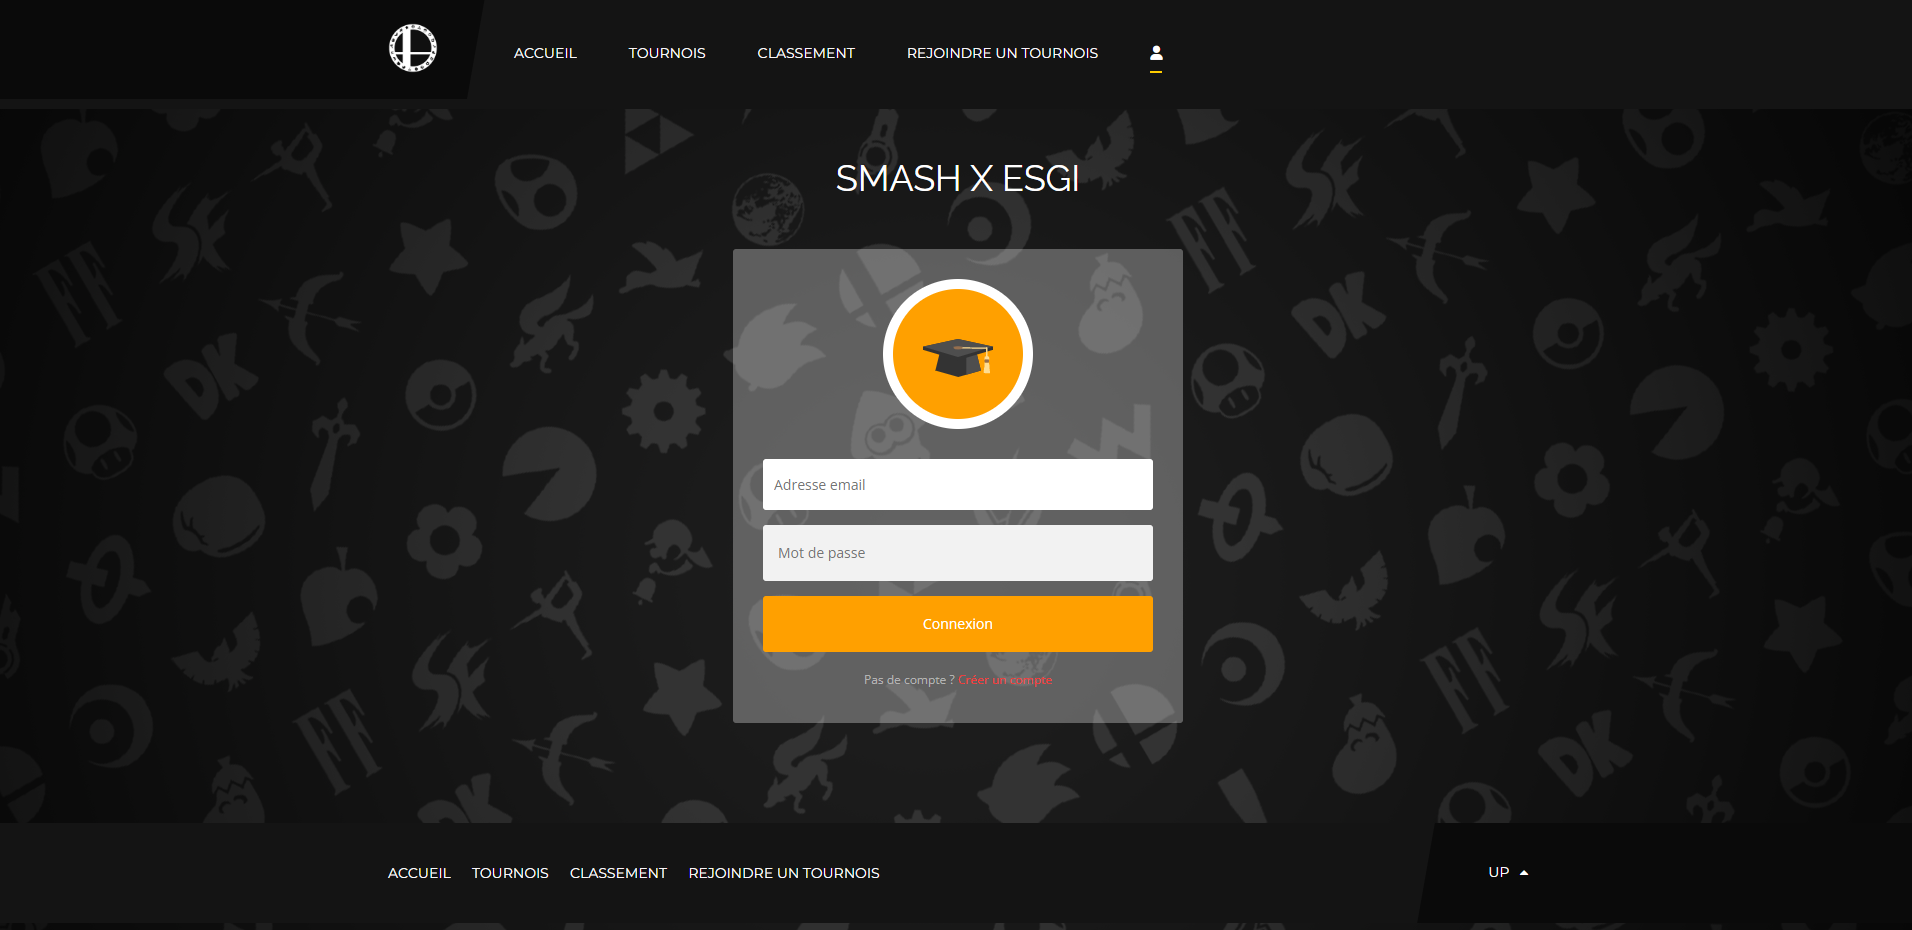 ACCUEIL TOURNOIS CLASSEMENT REJOINDRE UN TOURNOIS
SMASH X ESGI
Adresse email
Mot de passe
Connexion
Pas de compte ? Créer un compte
ACCUEIL TOURNOIS CLASSEMENT REJOINDRE UN TOURNOIS
UP